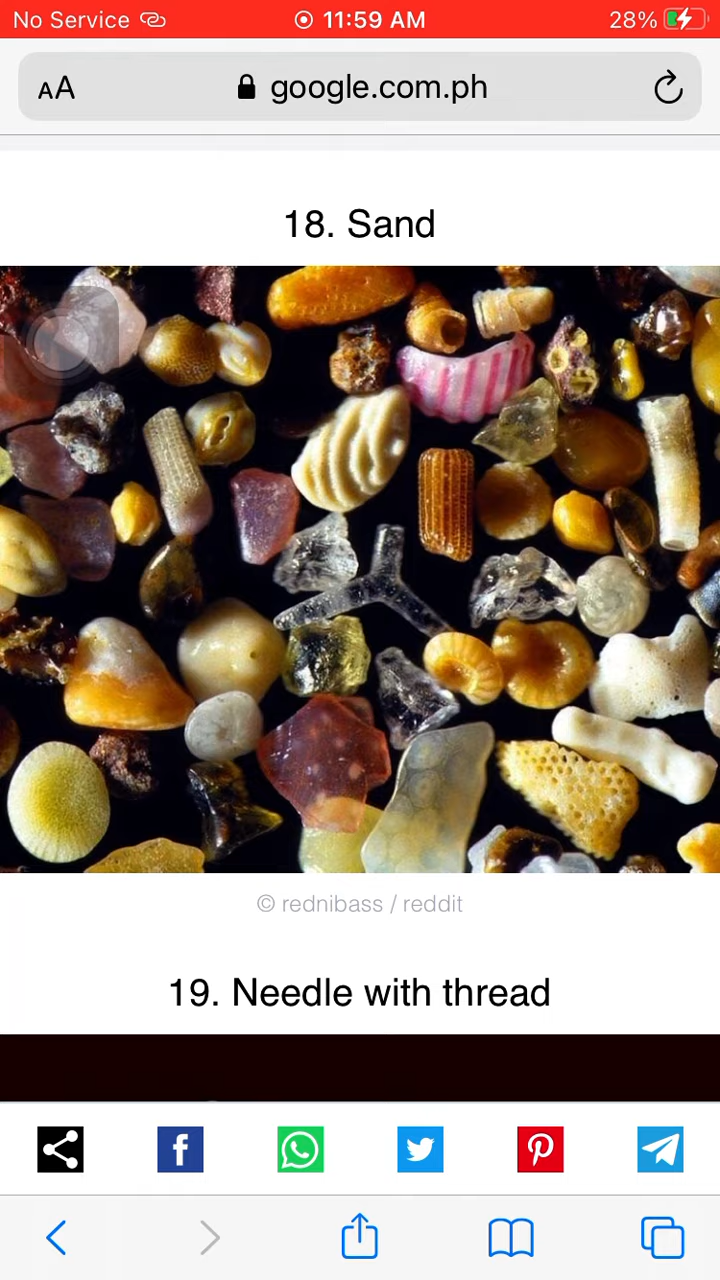 No Service 11:59 AM 28%
AA google.com.ph
18. Sand
© rednibass / reddit
19. Needle with thread